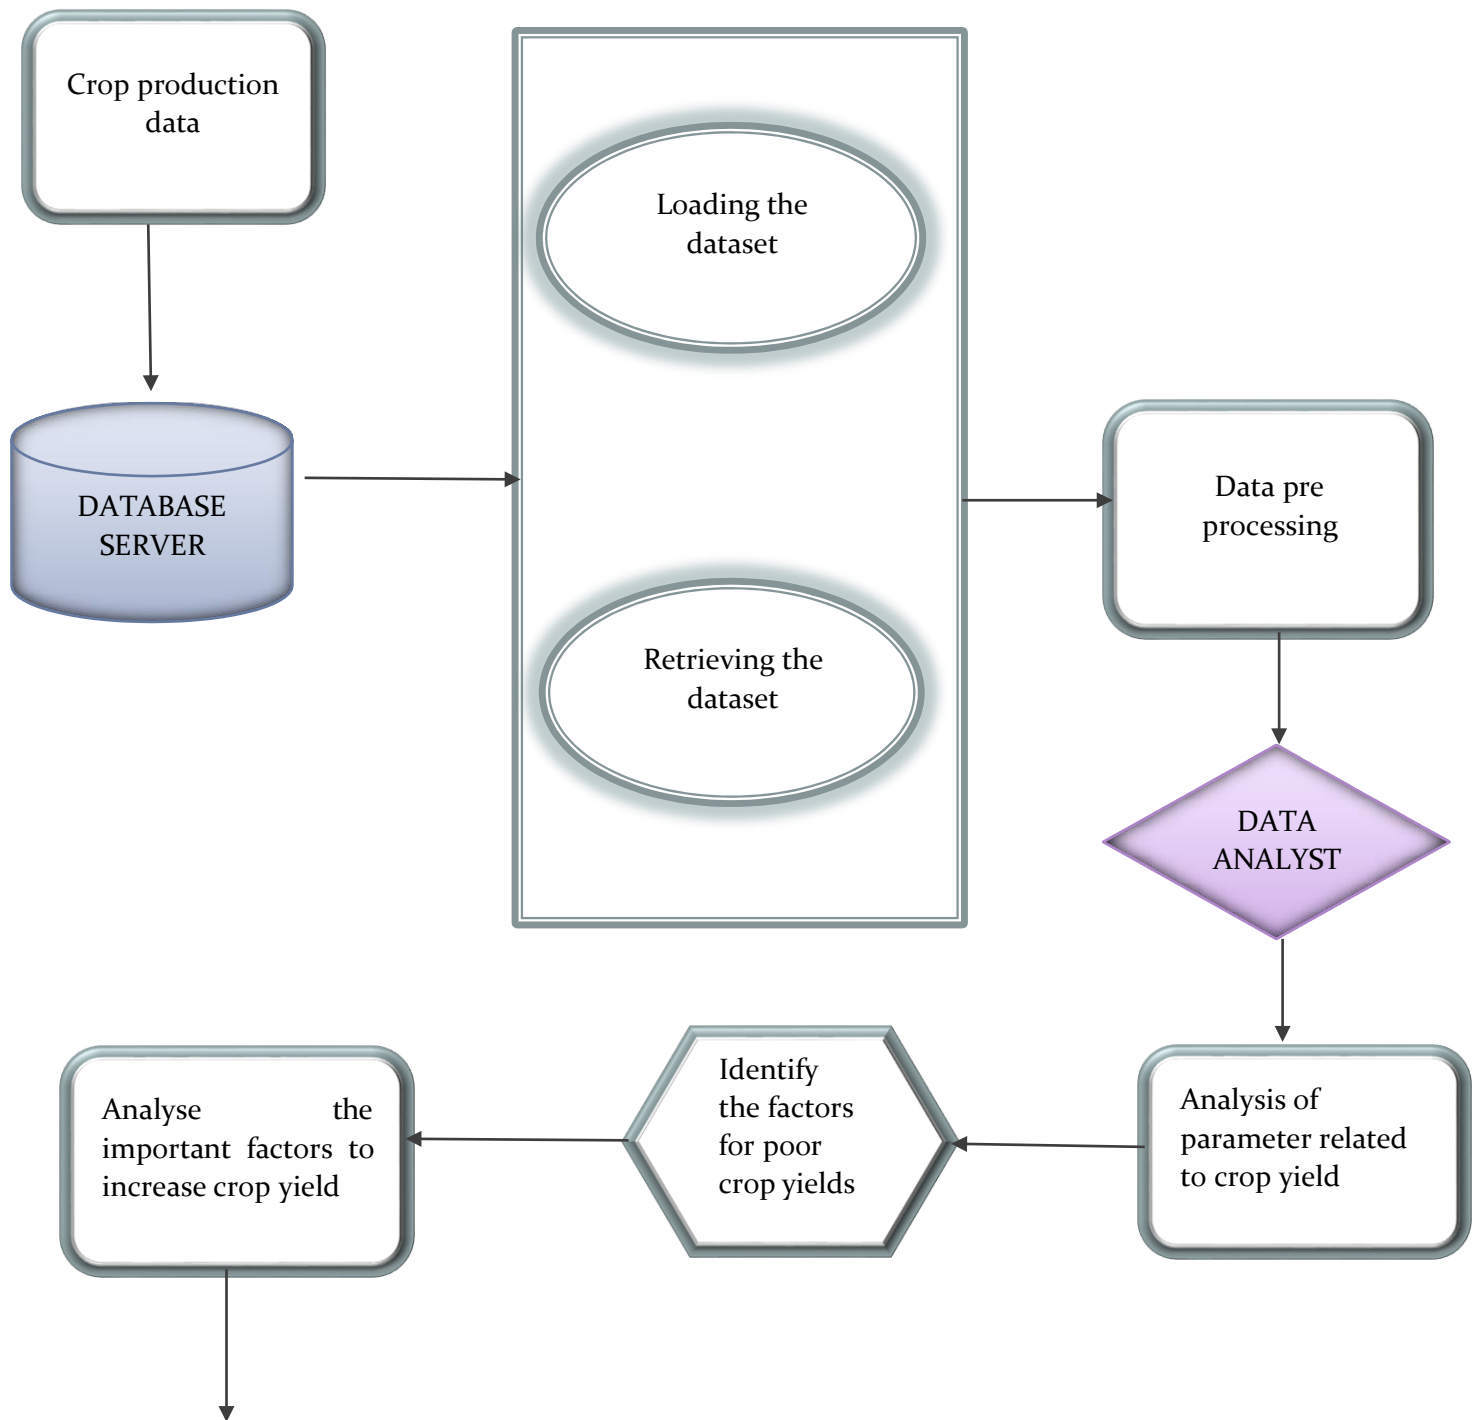 Crop production
data
Loading the
dataset
DATABASE
SERVER
Data pre
processing
Retrieving the
dataset
DATA
ANALYST
Analysis of
parameter related
to crop yield
Identify
the factors
for poor
crop yields
Analyse the
important factors to
increase crop yield